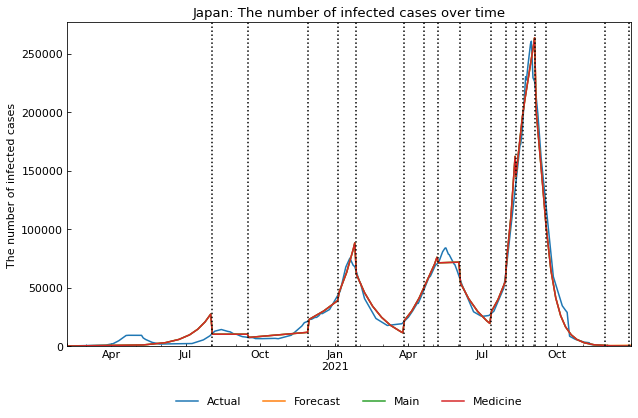 Japan: The number of infected cases over time
The number of infected cases
250000
200000
150000
100000
50000
0
Apr Jul Oct Jan Apr Jul Oct
2021
Actual Forecast Main Medicine